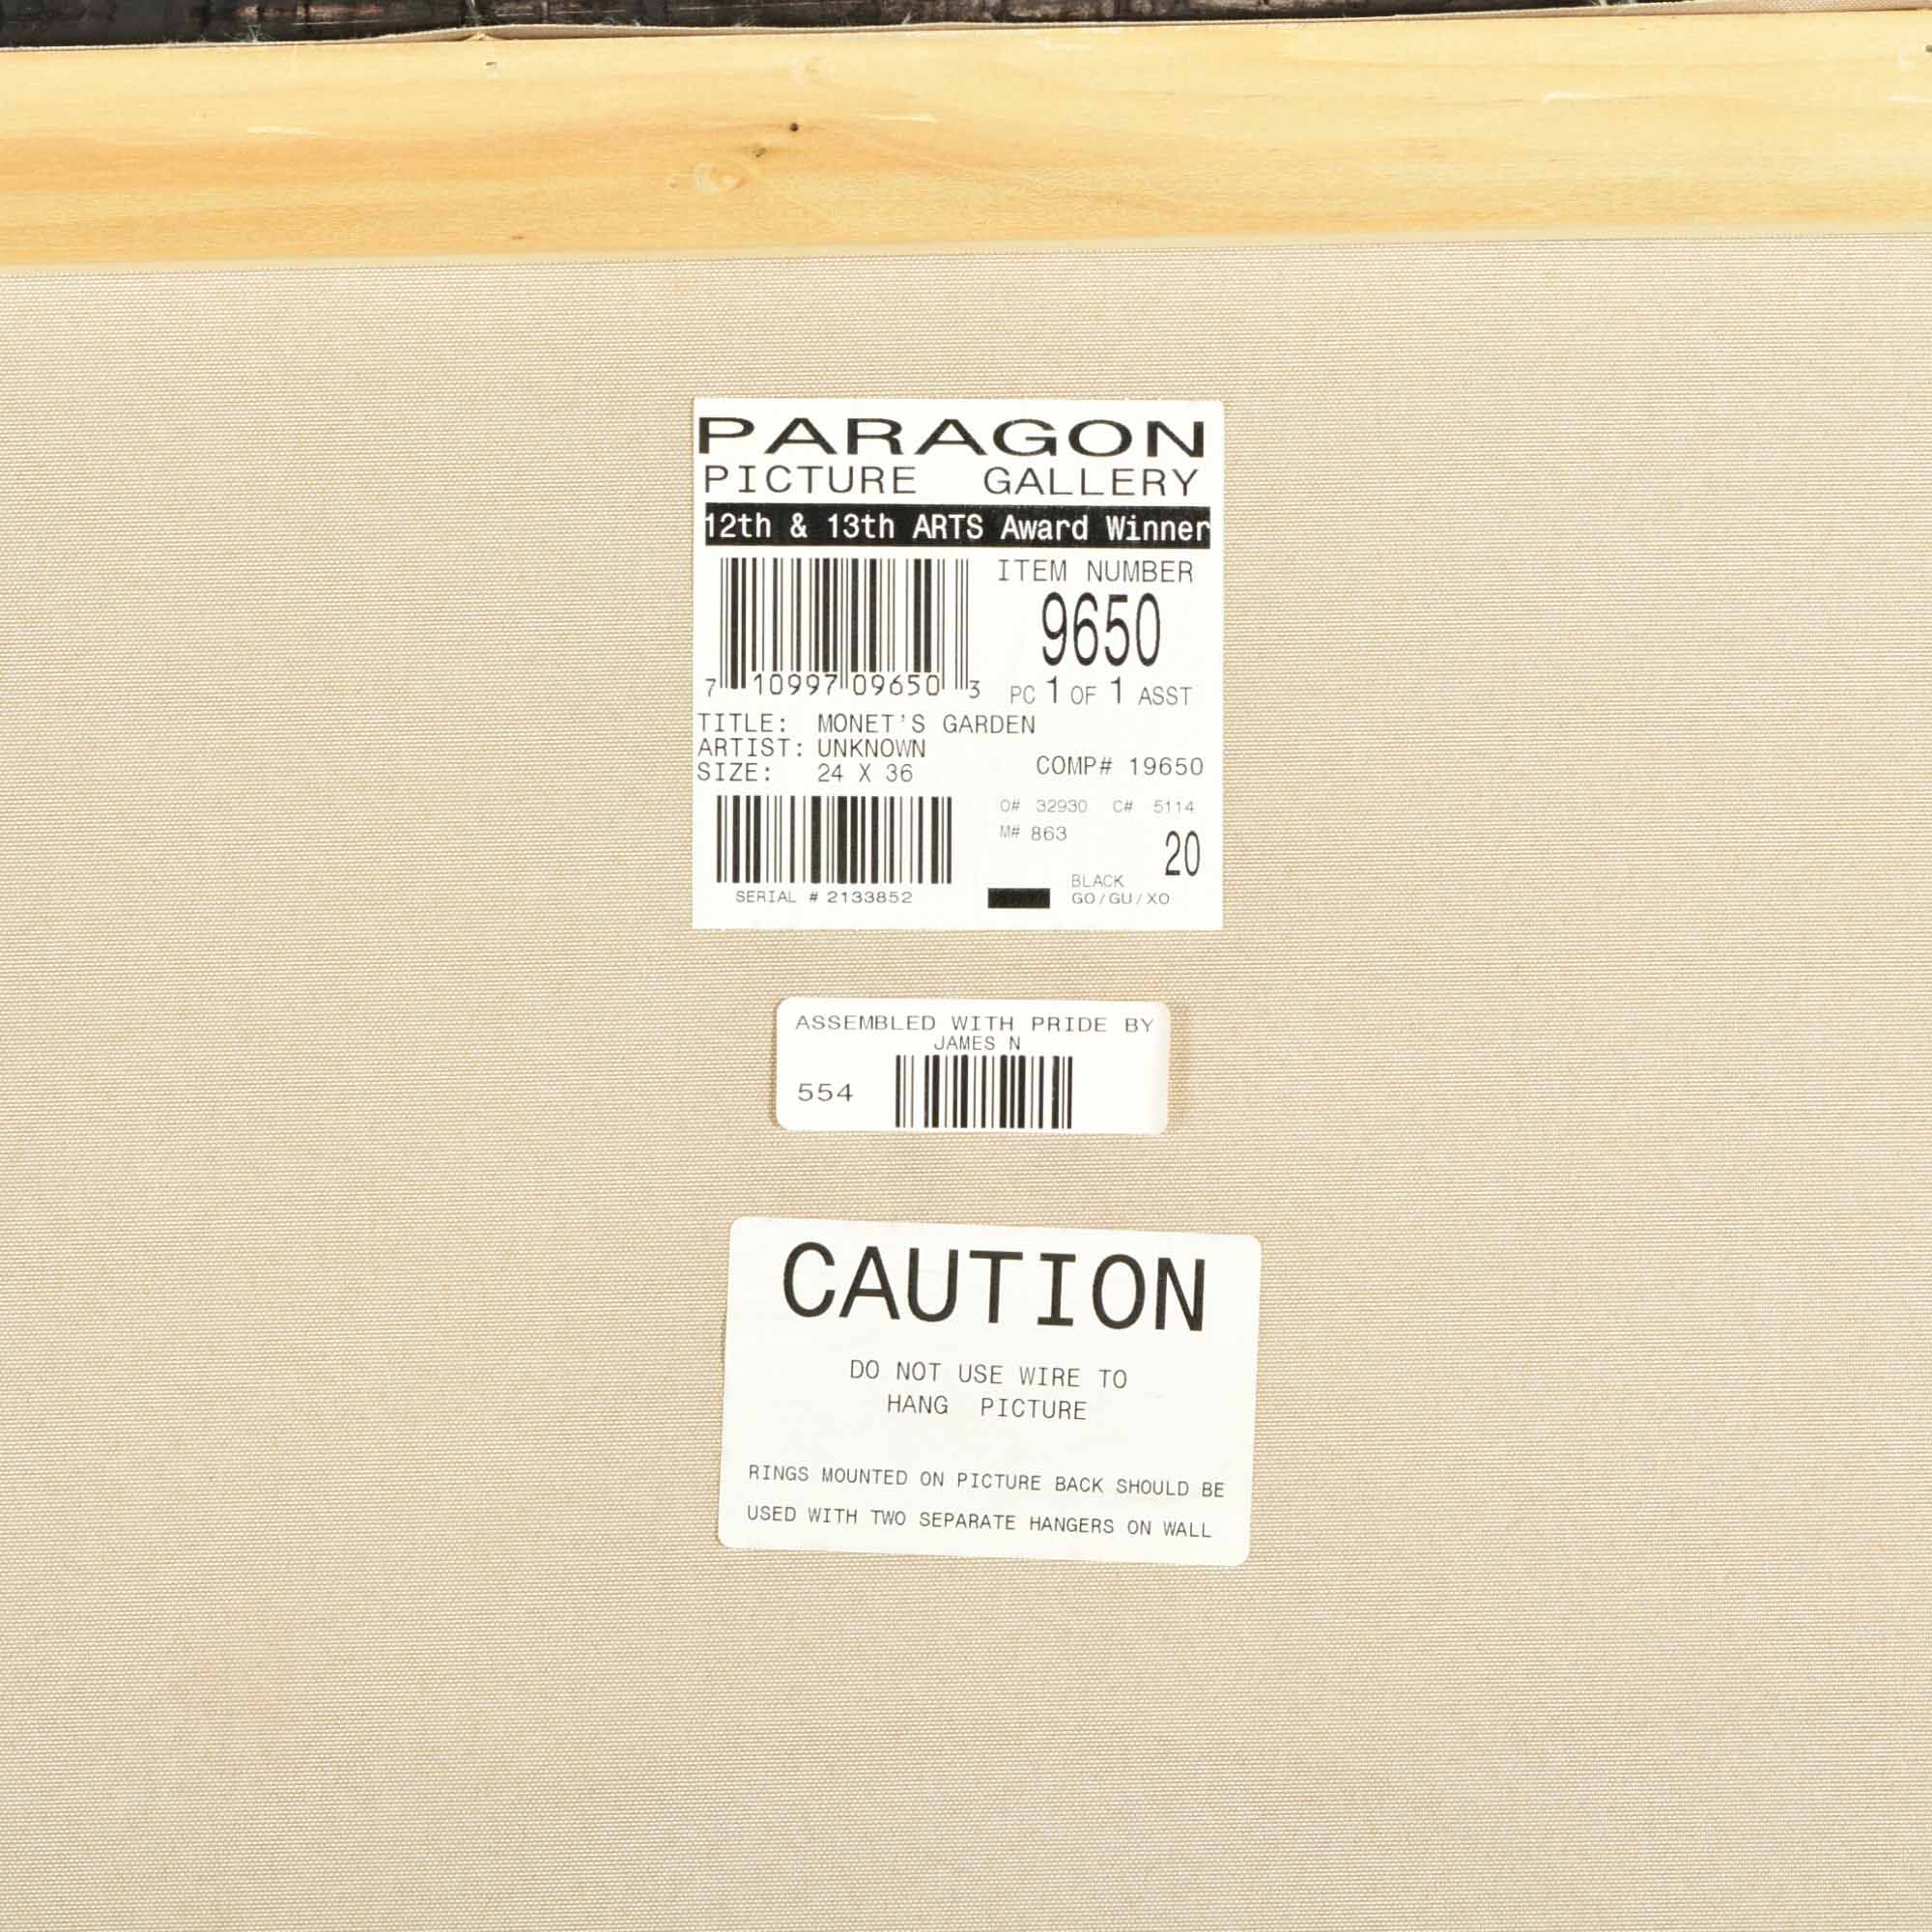 PARAGON
PICTURE GALLERY
12th & 13th ARTS Award Winner
ITEM NUMBER
9650
7 10997 09650 3
PC 1 OF 1 ASST
TITLE: MONET'S GARDEN
ARTIST: UNKNOWN
SIZE: 24 X 36
COMP# 19650
O# 32930 C# 5114
M# 863
20
BLACK
SERIAL # 2133852
GO/GU/XO
ASSEMBLED WITH PRIDE BY
JAMES N
554
CAUTION
DO NOT USE WIRE TO
HANG PICTURE
RINGS MOUNTED ON PICTURE BACK SHOULD BE
USED WITH TWO SEPARATE HANGERS ON WALL